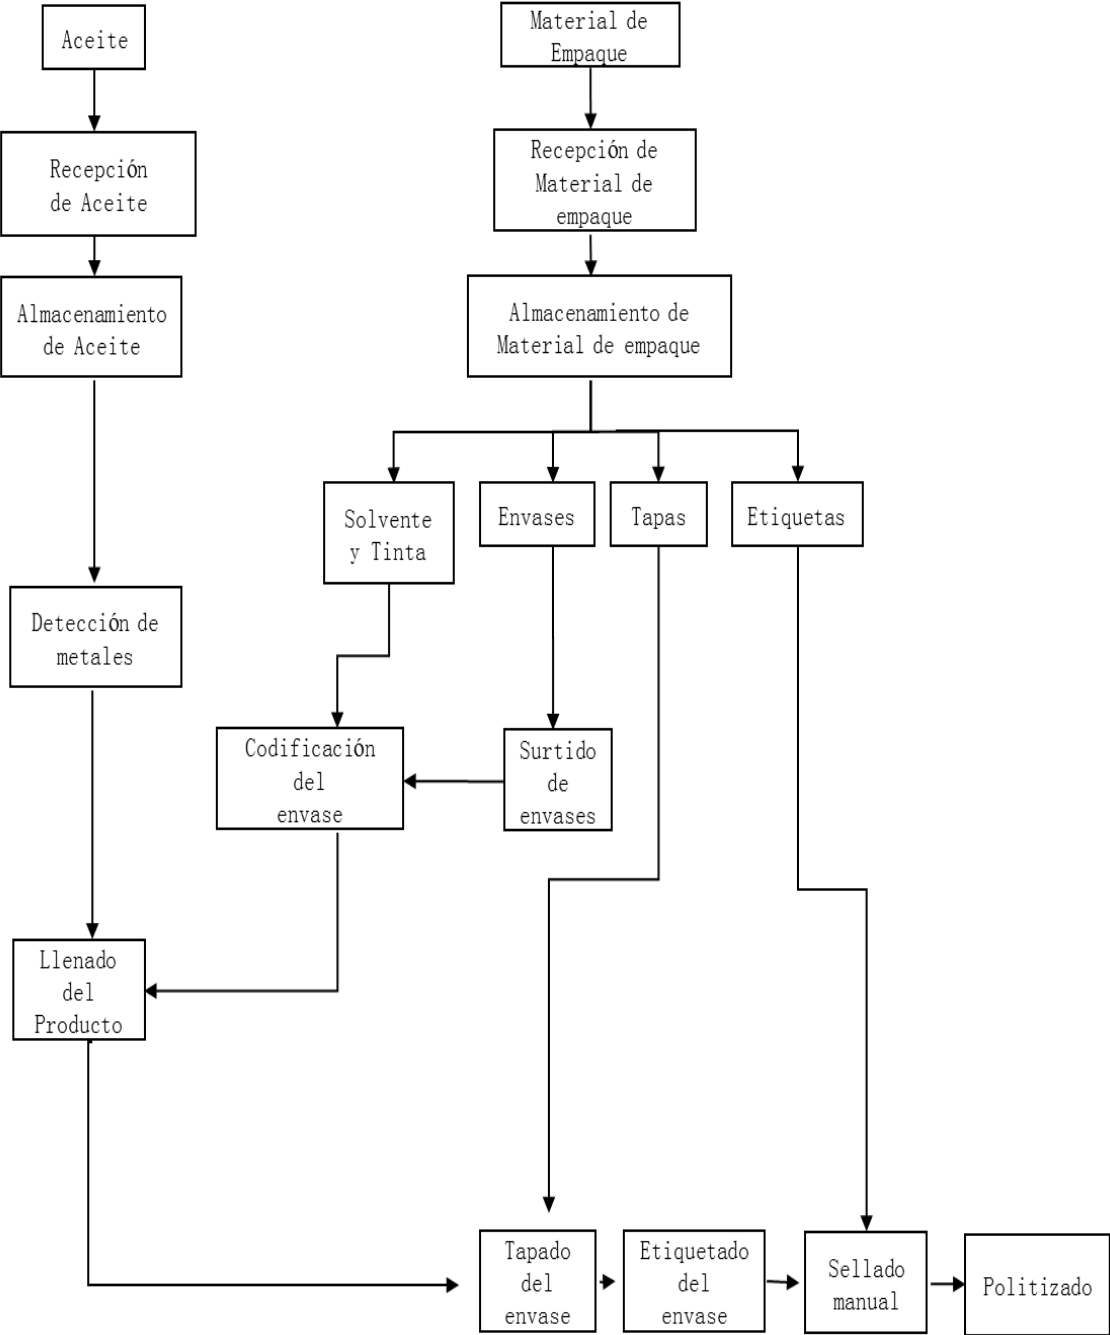 Aceite
Material de
Empaque
Recepción
de Aceite
Recepción de
Material de
empaque
Almacenamiento
de Aceite
Almacenamiento de
Material de empaque
Solvente
y Tinta
Envases
Tapas
Etiquetas
Detección de
metales
Codificación
del
envase
Surtido
de
envases
Llenado
del
Producto
Tapado
del
envase
Etiquetado
del
envase
Sellado
manual
Politizado